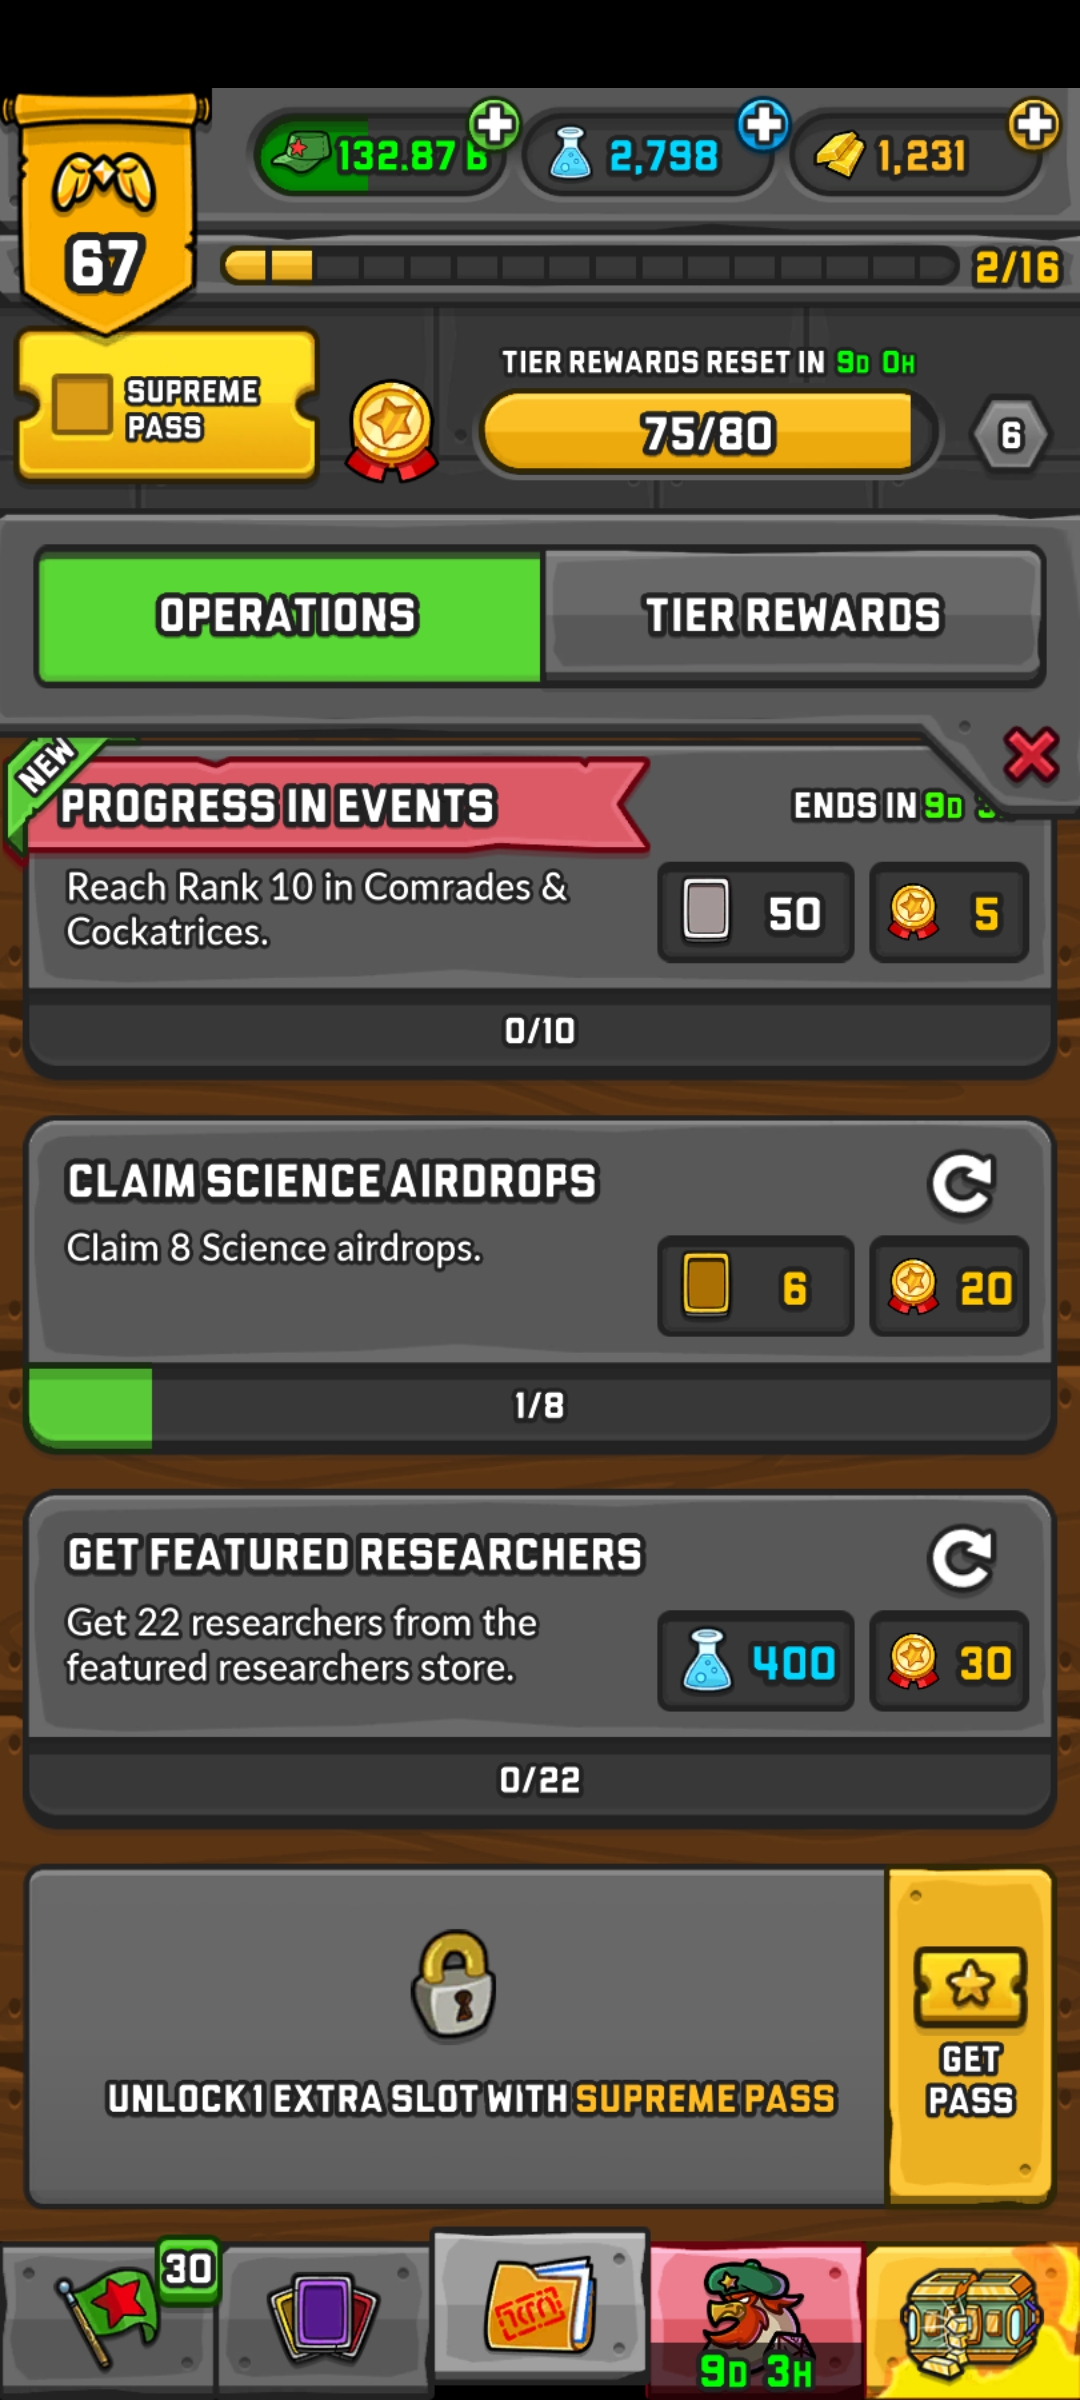 132.87 B
2,798
1,231
67
2/16
SUPREME
PASS
TIER REWARDS RESET IN 9D 0H
75/80
6
OPERATIONS
TIER REWARDS
NEW
PROGRESS IN EVENTS
ENDS IN 9D
Reach Rank 10 in Comrades &
Cockatrices.
50
5
0/10
CLAIM SCIENCE AIRDROPS
Claim 8 Science airdrops.
6
20
1/8
GET FEATURED RESEARCHERS
Get 22 researchers from the
featured researchers store.
400
30
0/22
UNLOCK 1 EXTRA SLOT WITH SUPREME PASS
GET
PASS
30
9D 3H